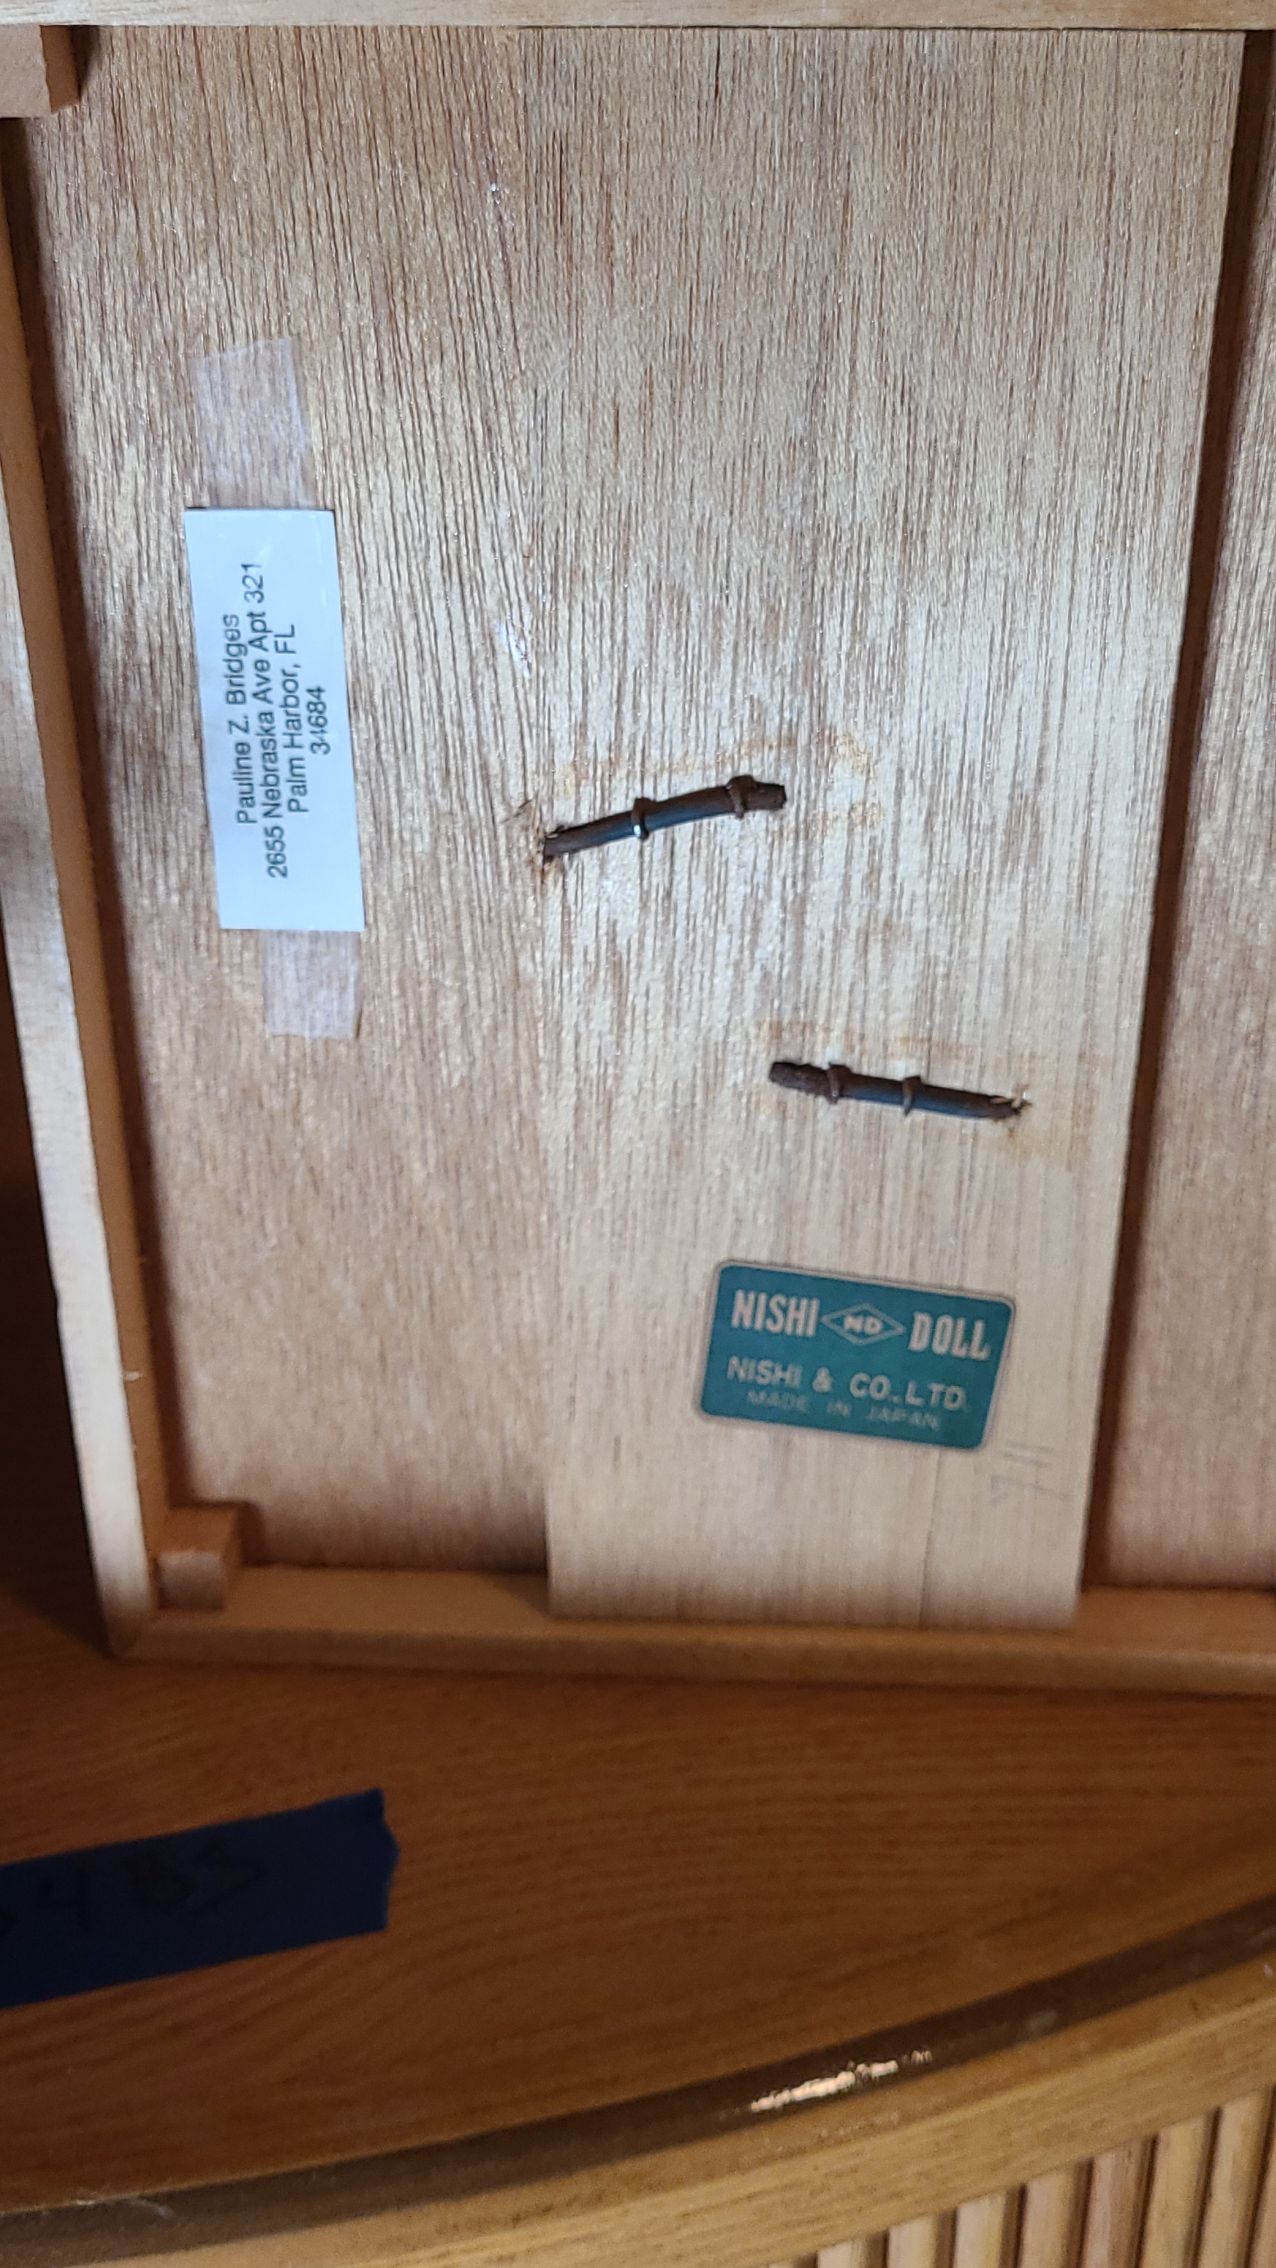 Pauline Z. Bridges
2655 Nebraska Ave Apt 321
Palm Harbor, FL
34684
NISHI ND DOLL
NISHI & CO.,LTD.
MADE IN JAPAN